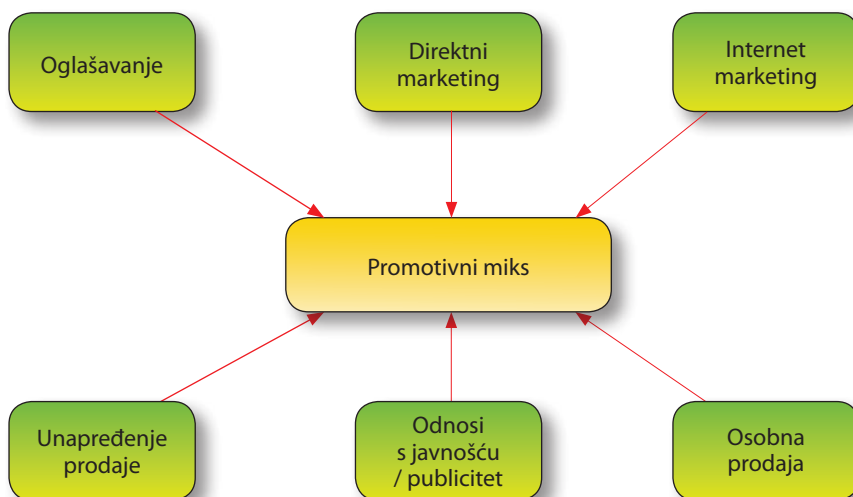 Oglašavanje
Direktni
marketing
Internet
marketing
Promotivni miks
Unapređenje
prodaje
Odnosi
s javnošću
/ publicitet
Osobna
prodaja